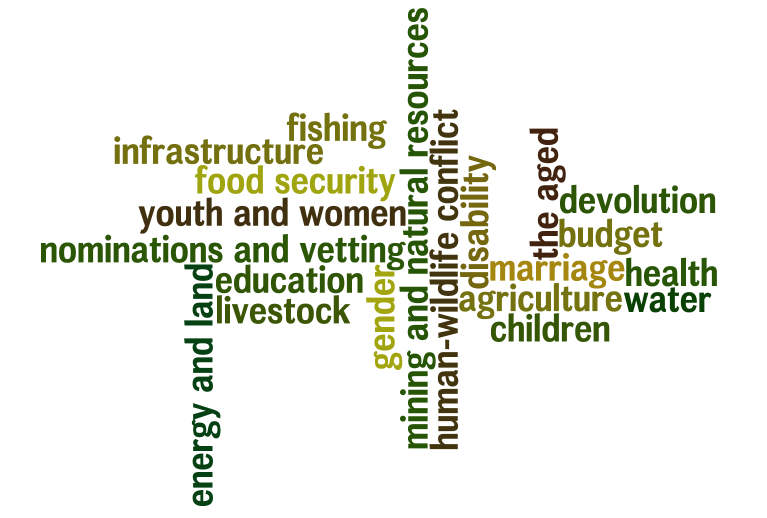 fishing
infrastructure
food security
youth and women
nominations and vetting
education
livestock
energy and land
gender
mining and natural resources
human-wildlife conflict
disability
the aged
devolution
budget
marriage
health
agriculture
water
children